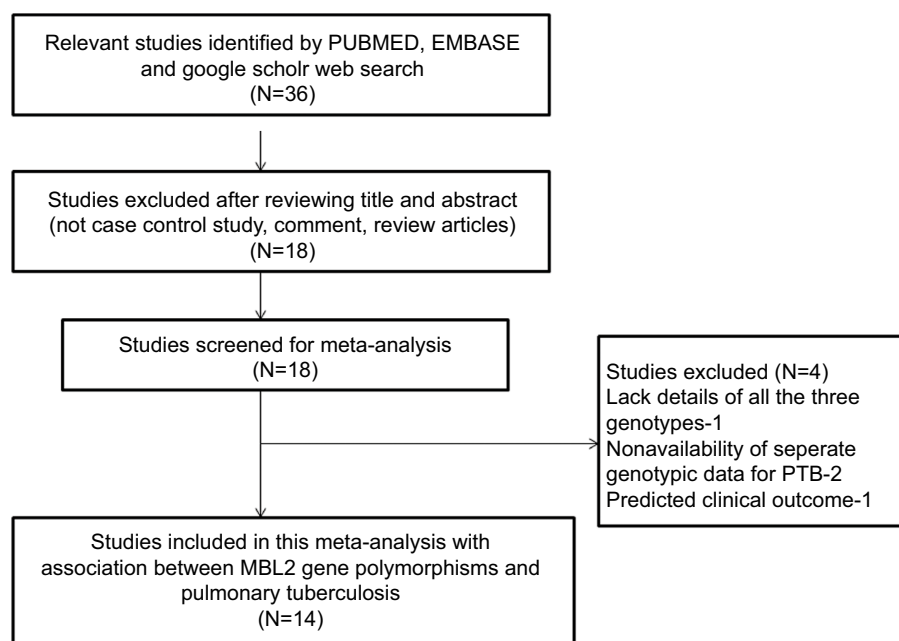 Relevant studies identified by PUBMED, EMBASE
and google scholr web search
(N=36)
Studies excluded after reviewing title and abstract
(not case control study, comment, review articles)
(N=18)
Studies screened for meta-analysis
(N=18)
Studies excluded (N=4)
Lack details of all the three
genotypes-1
Nonavailability of seperate
genotypic data for PTB-2
Predicted clinical outcome-1
Studies included in this meta-analysis with
association between MBL2 gene polymorphisms and
pulmonary tuberculosis
(N=14)